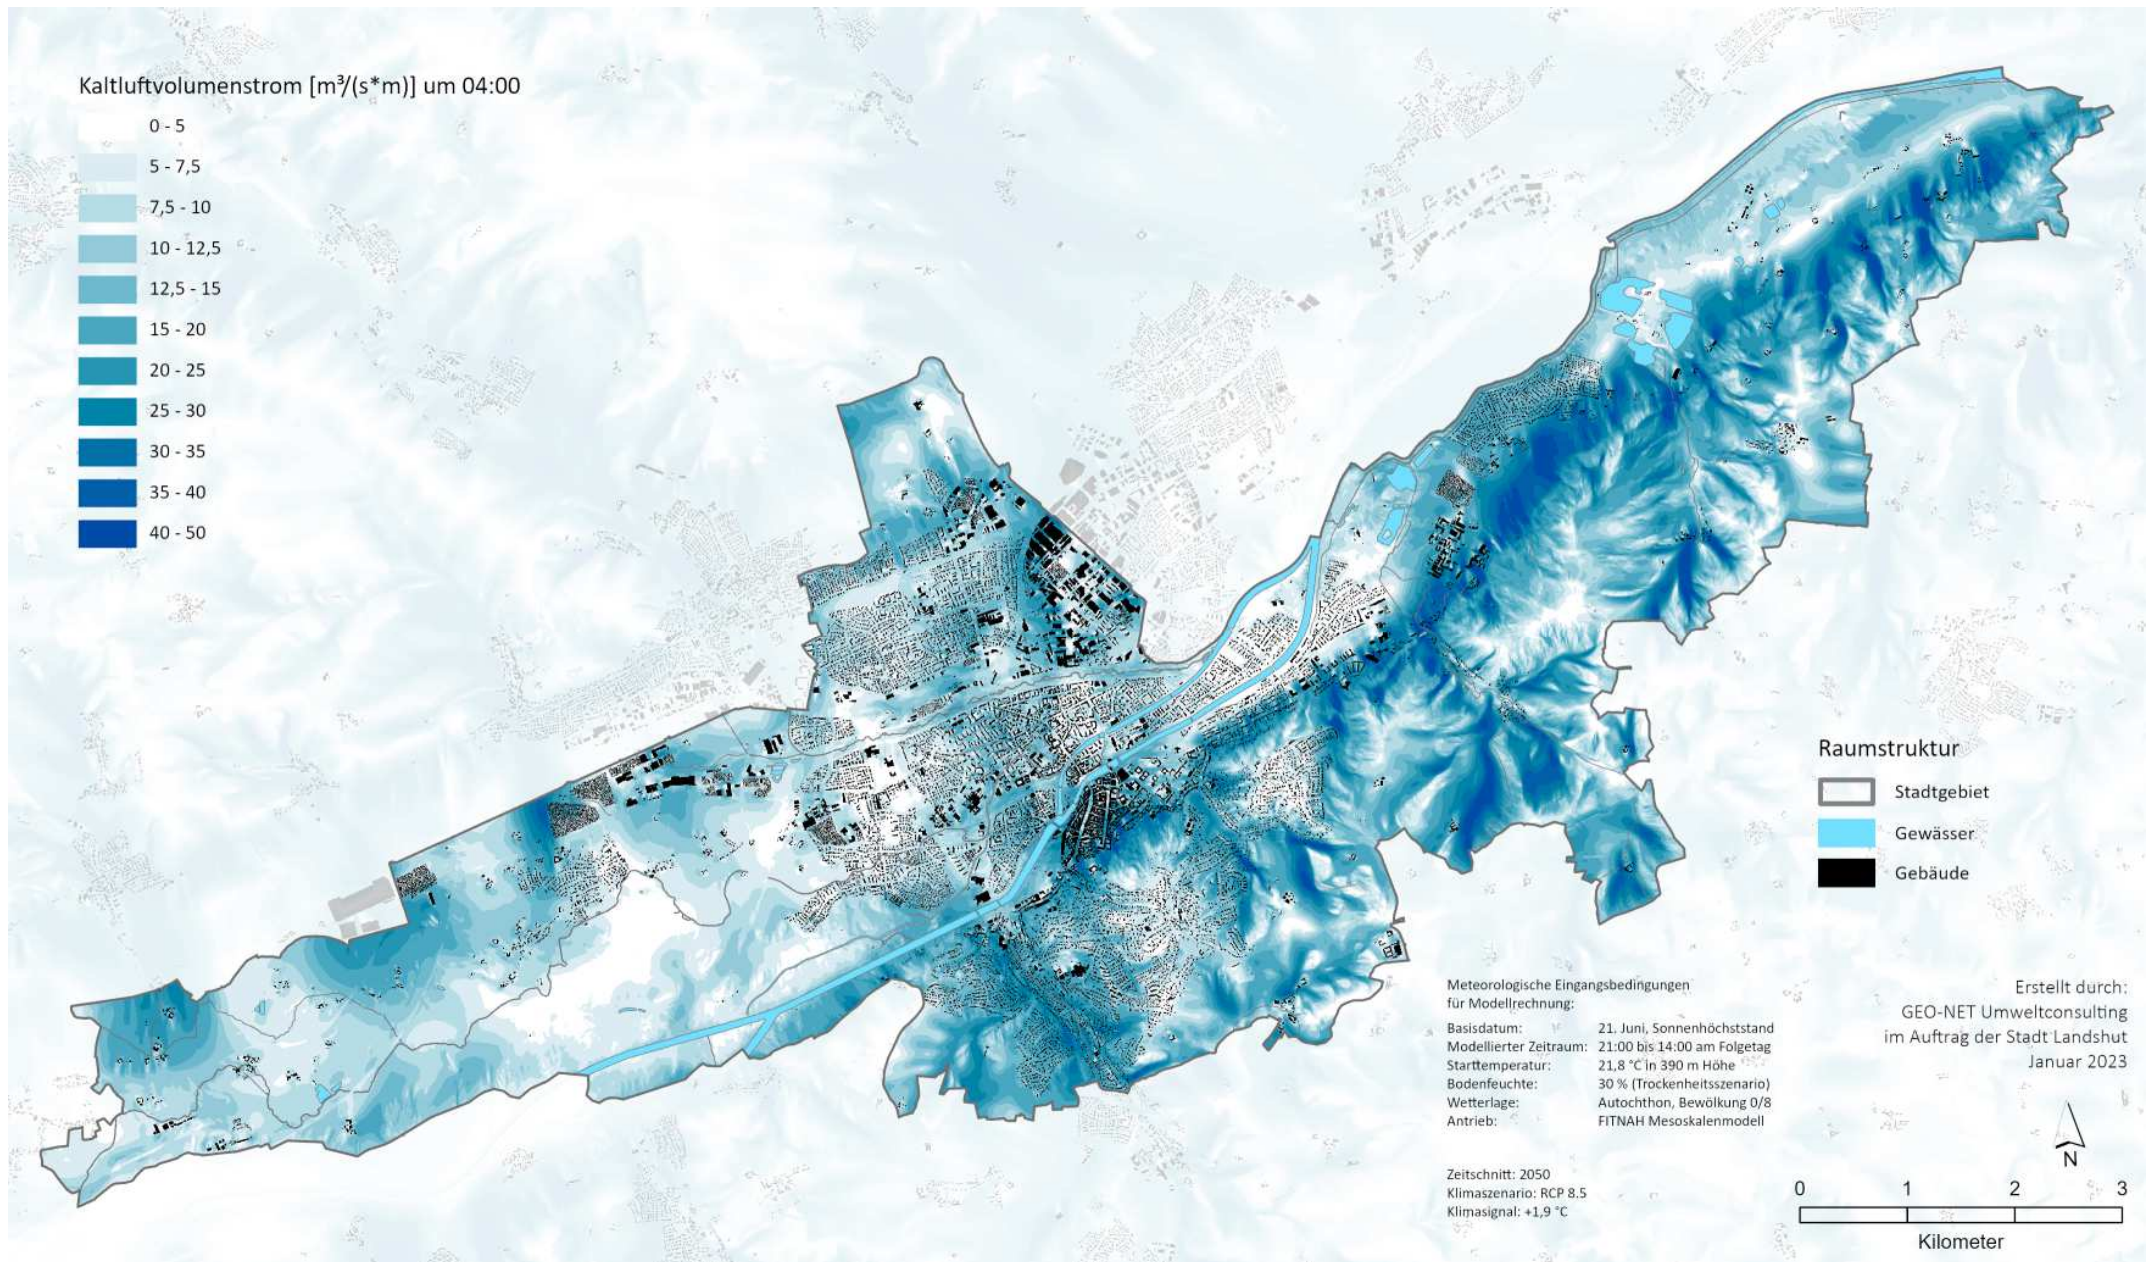 Kaltluftvolumenstrom [m³/(s*m)] um 04:00
0 - 5
5 - 7,5
7,5 - 10
10 - 12,5
12,5 - 15
15 - 20
20 - 25
25 - 30
30 - 35
35 - 40
40 - 50
Raumstruktur
Stadtgebiet
Gewässer
Gebäude
Meteorologische Eingangsbedingungen
für Modellrechnung:
Basisdatum: 21. Juni, Sonnenhöchststand
Modellierter Zeitraum: 21:00 bis 14:00 am Folgetag
Starttemperatur: 21,8 °C in 390 m Höhe
Bodenfeuchte: 30 % (Trockenheitsszenario)
Wetterlage: Autochthon, Bewölkung 0/8
Antrieb: FITNAH Mesoskalenmodell
Zeitschnitt: 2050
Klimaszenario: RCP 8.5
Klimasignal: +1,9 °C
Erstellt durch:
GEO-NET Umweltconsulting
im Auftrag der Stadt Landshut
Januar 2023
N
0 1 2 3
Kilometer